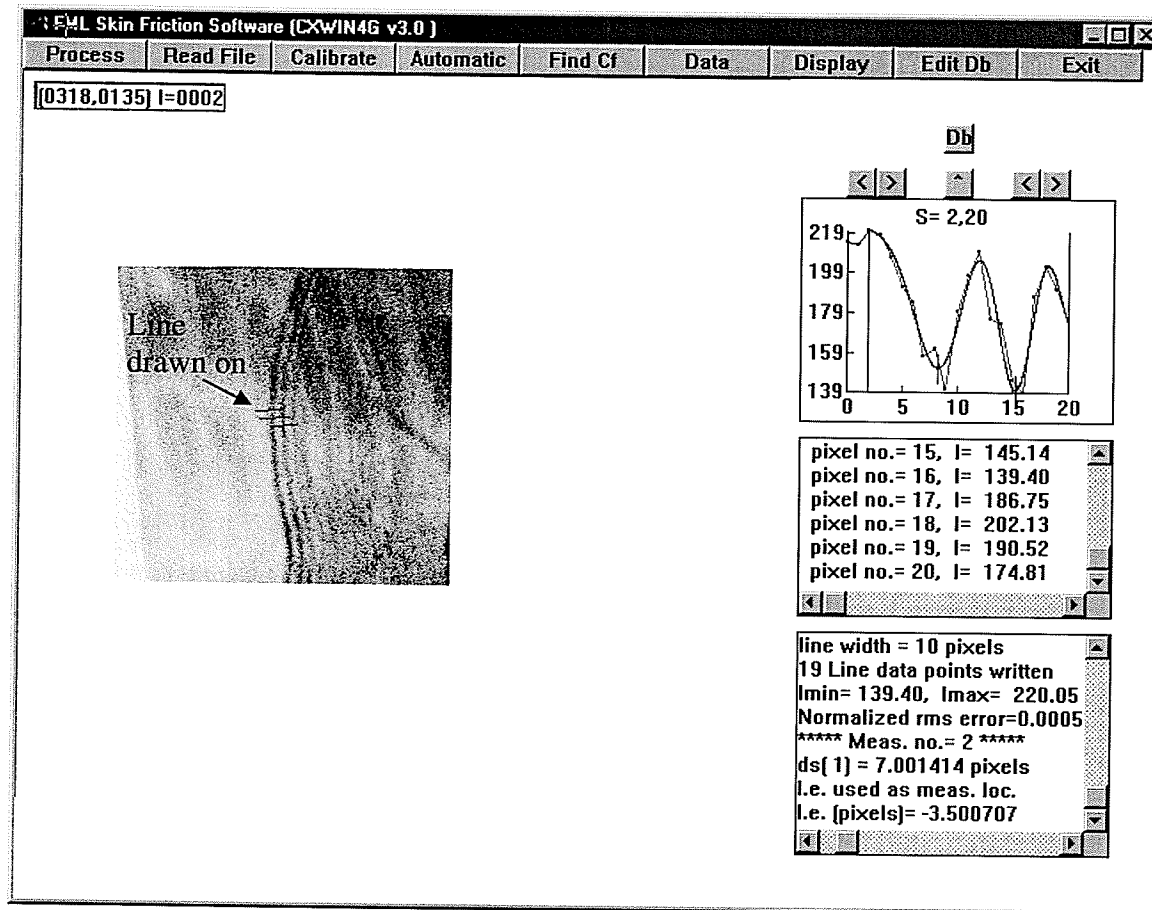 FML Skin Friction Software (CXWIN4G v3.0 )
Process Read File Calibrate Automatic Find Cf Data Display Edit Db Exit
(0318,0135) I=0002
Db
< > ^ < >
S= 2,20
219
199
179
159
139
0 5 10 15 20
Line
drawn on
pixel no.= 15, I= 145.14
pixel no.= 16, I= 139.40
pixel no.= 17, I= 186.75
pixel no.= 18, I= 202.13
pixel no.= 19, I= 190.52
pixel no.= 20, I= 174.81
line width = 10 pixels
19 Line data points written
Imin= 139.40, Imax= 220.05
Normalized rms error=0.0005
***** Meas. no.= 2 *****
ds( 1) = 7.001414 pixels
l.e. used as meas. loc.
l.e. (pixels)= -3.500707